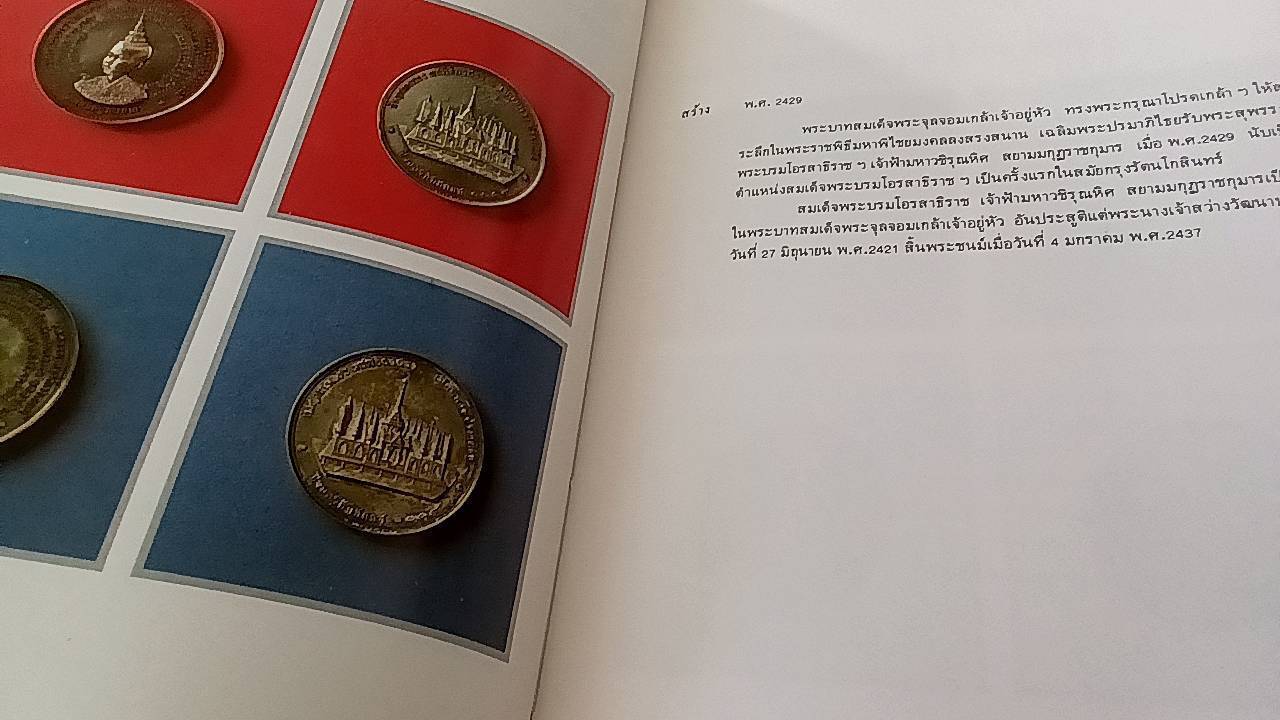 สร้าง พ.ศ. 2429
พระบาทสมเด็จพระจุลจอมเกล้าเจ้าอยู่หัว ทรงพระกรุณาโปรดเกล้า ฯ ให้
ระลึกในพระราชพิธีมหาพิไชยมงคลลงสรงสนาน เฉลิมพระปรมาภิไธยรับพระสุพรร
พระบรมโอรสาธิราช ฯ เจ้าฟ้ามหาวชิรุณหิศ สยามมกุฎราชกุมาร เมื่อ พ.ศ.2429 นับเ
ตำแหน่งสมเด็จพระบรมโอรสาธิราช ฯ เป็นครั้งแรกในสมัยกรุงรัตนโกสินทร์
สมเด็จพระบรมโอรสาธิราช เจ้าฟ้ามหาวชิรุณหิศ สยามมกุฎราชกุมารเป็
ในพระบาทสมเด็จพระจุลจอมเกล้าเจ้าอยู่หัว อันประสูติแต่พระนางเจ้าสว่างวัฒนา
วันที่ 27 มิถุนายน พ.ศ.2421 สิ้นพระชนม์เมื่อวันที่ 4 มกราคม พ.ศ.2437